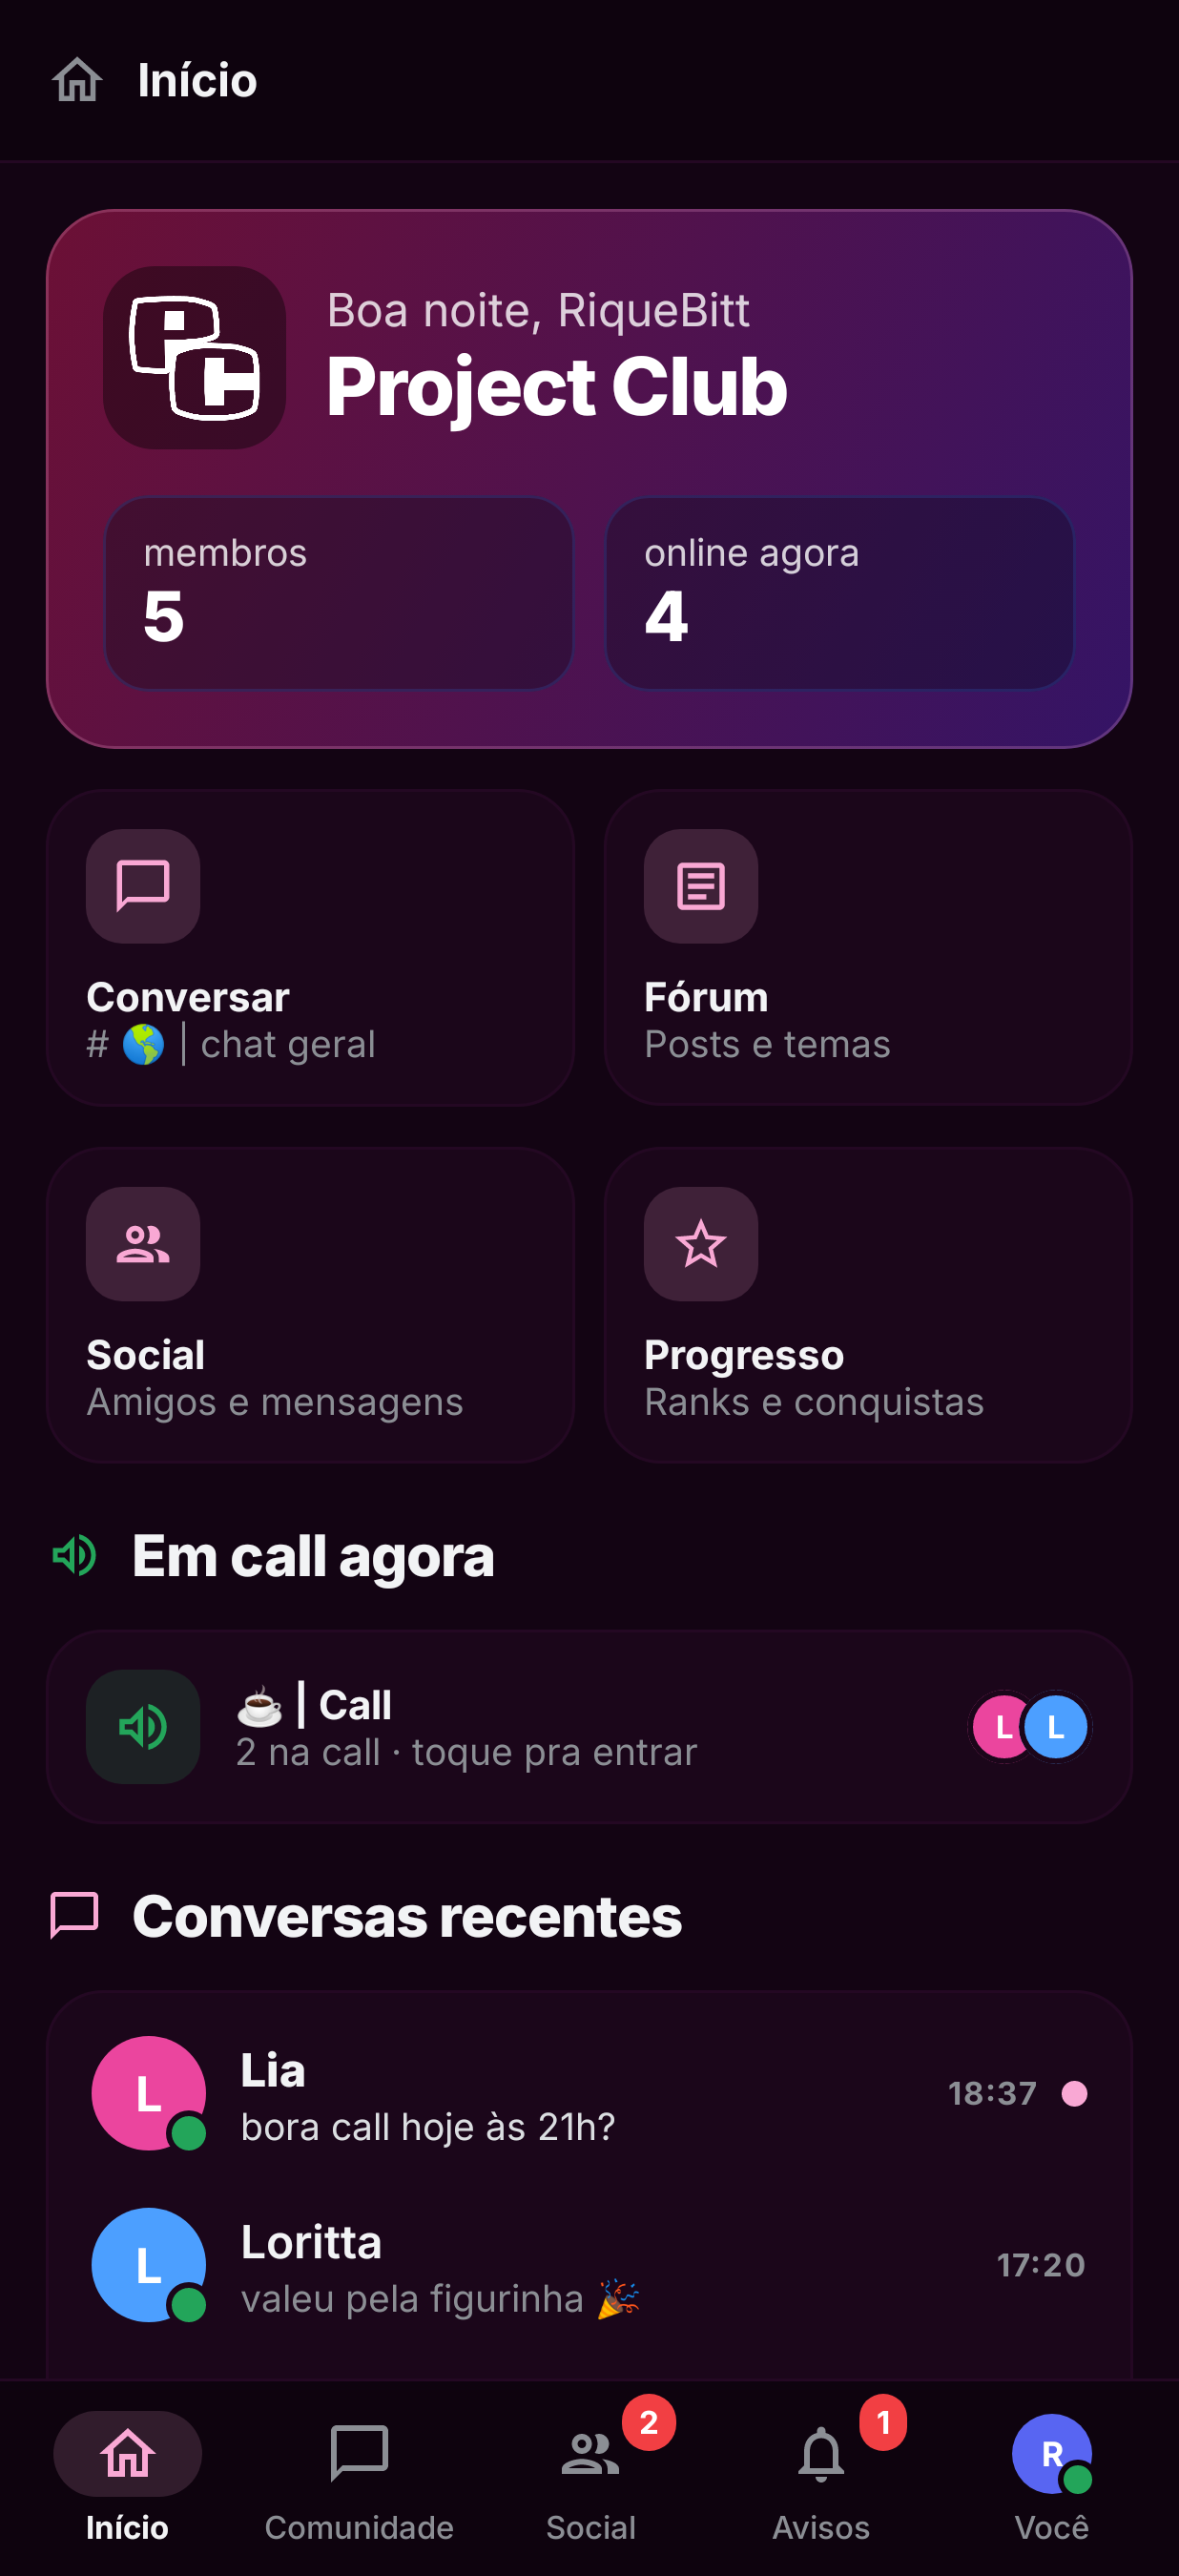 Início
PC
Boa noite, RiqueBitt
Project Club
membros
5
online agora
4
Conversar
# 🌎 | chat geral
Fórum
Posts e temas
Social
Amigos e mensagens
Progresso
Ranks e conquistas
Em call agora
☕ | Call
2 na call · toque pra entrar
L L
Conversas recentes
L
Lia
bora call hoje às 21h?
18:37
L
Loritta
valeu pela figurinha 🎉
17:20
2
1
R
Início
Comunidade
Social
Avisos
Você